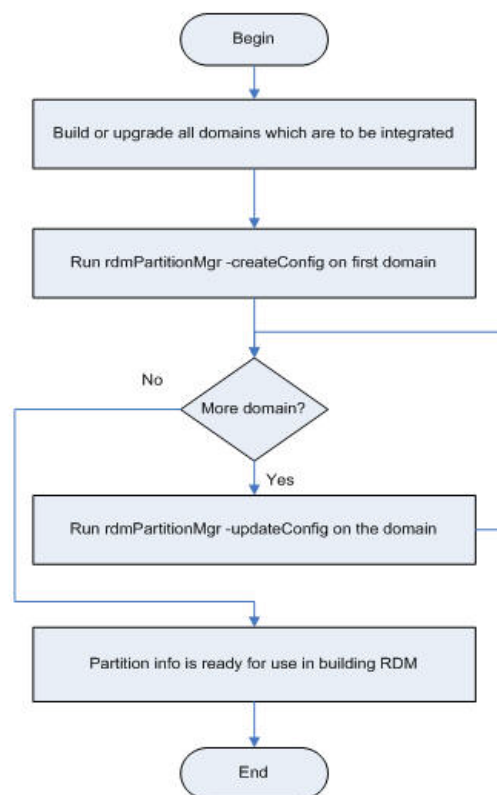 Begin
Build or upgrade all domains which are to be integrated
Run rdmPartitionMgr -createConfig on first domain
No
More domain?
Yes
Run rdmPartitionMgr -updateConfig on the domain
Partition info is ready for use in building RDM
End